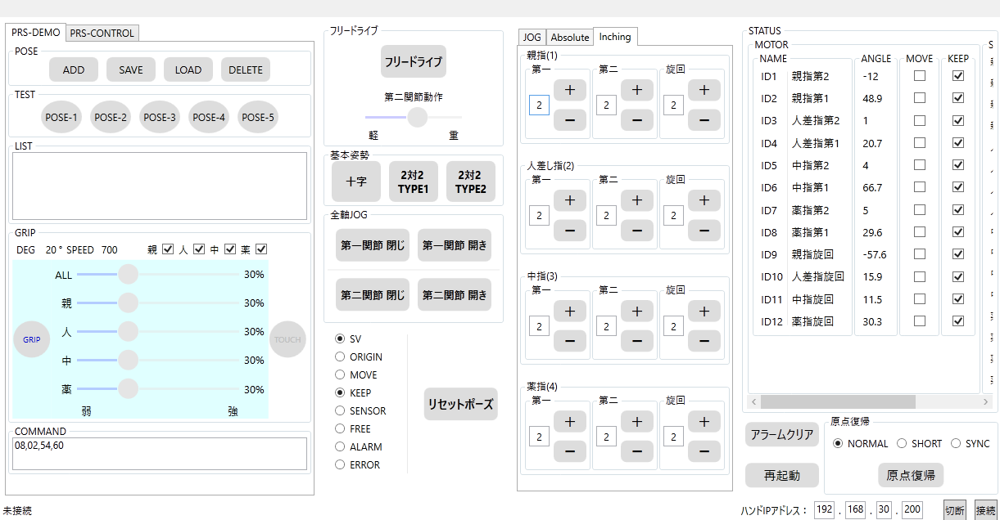 PRS-DEMO PRS-CONTROL
POSE
ADD SAVE LOAD DELETE
TEST
POSE-1 POSE-2 POSE-3 POSE-4 POSE-5
LIST
GRIP
DEG 20 ° SPEED 700 親 人 中 薬
ALL 30%
親 30%
人 30%
GRIP TOUCH
中 30%
薬 30%
弱 強
COMMAND
08,02,54,60
未接続
フリードライブ
フリードライブ
第二関節動作
軽 重
基本姿勢
十字 2対2 TYPE1 2対2 TYPE2
全軸JOG
第一関節 閉じ 第一関節 開き
第二関節 閉じ 第二関節 開き
SV
ORIGIN
MOVE
KEEP
SENSOR
FREE
ALARM
ERROR
リセットポーズ
JOG Absolute Inching
親指(1)
第一 第二 旋回
+ + +
2 2 2
− − −
人差し指(2)
第一 第二 旋回
+ + +
2 2 2
− − −
中指(3)
第一 第二 旋回
+ + +
2 2 2
− − −
薬指(4)
第一 第二 旋回
+ + +
2 2 2
− − −
STATUS
MOTOR
NAME ANGLE MOVE KEEP
ID1 親指第2 -12
ID2 親指第1 48.9
ID3 人差指第2 1
ID4 人差指第1 20.7
ID5 中指第2 4
ID6 中指第1 66.7
ID7 薬指第2 5
ID8 薬指第1 29.6
ID9 親指旋回 -57.6
ID10 人差指旋回 15.9
ID11 中指旋回 11.5
ID12 薬指旋回 30.3
アラームクリア
再起動
原点復帰
NORMAL SHORT SYNC
原点復帰
ハンドIPアドレス： 192 . 168 . 30 . 200 切断 接続